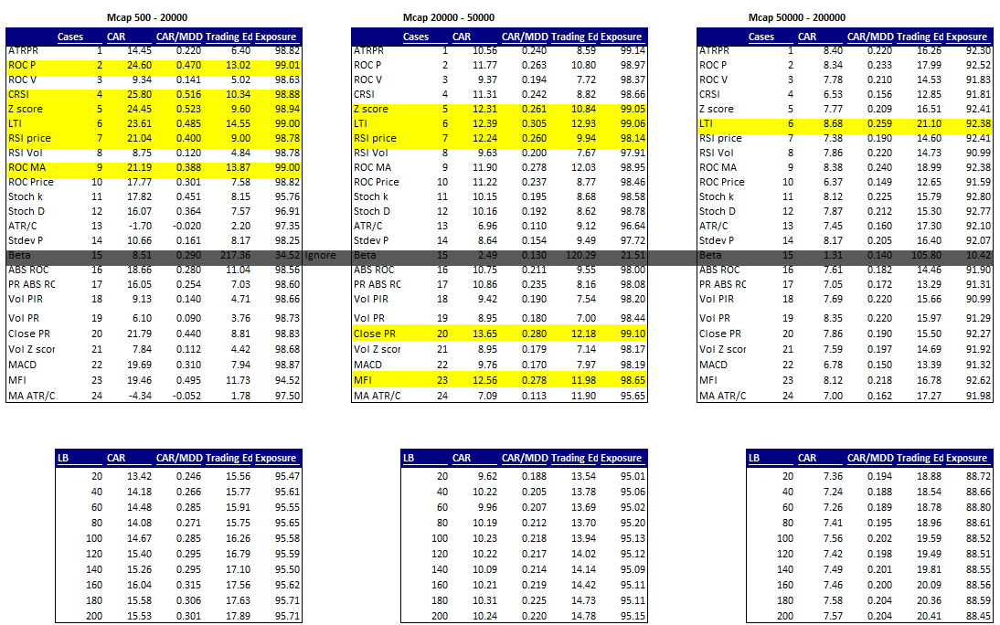 Mcap 500 - 20000 Mcap 20000 - 50000 Mcap 50000 - 200000
Cases CAR CAR/MDD Trading Ed Exposure Cases CAR CAR/MDD Trading Ed Exposure Cases CAR CAR/MDD Trading Ed Exposure
ATRPR 1 14.45 0.220 6.40 98.82 ATRPR 1 10.56 0.240 8.59 99.14 ATRPR 1 8.40 0.220 16.26 92.30
ROC P 2 24.60 0.470 13.02 99.01 ROC P 2 11.77 0.263 10.80 98.97 ROC P 2 8.34 0.233 17.99 92.52
ROC V 3 9.34 0.141 5.02 98.63 ROC V 3 9.37 0.194 7.72 98.37 ROC V 3 7.78 0.210 14.53 91.83
CRSI 4 25.80 0.516 10.34 98.88 CRSI 4 11.31 0.242 8.82 98.66 CRSI 4 6.53 0.156 12.85 91.81
Z score 5 24.45 0.523 9.60 98.94 Z score 5 12.31 0.261 10.84 99.05 Z score 5 7.77 0.209 16.51 92.41
LTI 6 23.61 0.485 14.55 99.00 LTI 6 12.39 0.305 12.93 99.06 LTI 6 8.68 0.259 21.10 92.38
RSI price 7 21.04 0.400 9.00 98.78 RSI price 7 12.24 0.260 9.94 98.14 RSI price 7 7.38 0.190 14.60 92.41
RSI Vol 8 8.75 0.120 4.84 98.78 RSI Vol 8 9.63 0.200 7.67 97.91 RSI Vol 8 7.86 0.220 14.73 90.99
ROC MA 9 21.19 0.388 13.87 99.00 ROC MA 9 11.90 0.278 12.03 98.95 ROC MA 9 8.38 0.240 18.99 92.38
ROC Price 10 17.77 0.301 7.58 98.82 ROC Price 10 11.22 0.237 8.77 98.46 ROC Price 10 6.37 0.149 12.65 91.59
Stoch k 11 17.82 0.451 8.15 95.76 Stoch k 11 10.15 0.195 8.68 98.58 Stoch k 11 8.12 0.225 15.79 92.80
Stoch D 12 16.07 0.364 7.57 96.91 Stoch D 12 10.16 0.192 8.62 98.78 Stoch D 12 7.87 0.212 15.30 92.77
ATR/C 13 -1.70 -0.020 2.20 97.35 ATR/C 13 6.96 0.110 9.12 96.64 ATR/C 13 7.45 0.160 17.30 92.10
Stdev P 14 10.66 0.161 8.17 98.25 Stdev P 14 8.64 0.154 9.49 97.72 Stdev P 14 8.17 0.205 16.40 92.07
Beta 15 8.51 0.290 217.36 34.52 Ignore Beta 15 2.49 0.130 120.29 21.51 Beta 15 1.31 0.140 105.80 10.42
ABS ROC 16 18.66 0.280 11.04 98.56 ABS ROC 16 10.75 0.211 9.55 98.00 ABS ROC 16 7.61 0.182 14.46 91.90
PR ABS RC 17 16.05 0.254 7.03 98.60 PR ABS RC 17 10.86 0.235 8.16 98.08 PR ABS RC 17 7.05 0.172 13.29 91.31
Vol PIR 18 9.13 0.140 4.71 98.66 Vol PIR 18 9.42 0.190 7.54 98.20 Vol PIR 18 7.69 0.220 15.66 90.99
Vol PR 19 6.10 0.090 3.76 98.73 Vol PR 19 8.95 0.180 7.00 98.44 Vol PR 19 8.35 0.220 15.97 91.29
Close PR 20 21.79 0.440 8.81 98.83 Close PR 20 13.65 0.280 12.18 99.10 Close PR 20 7.86 0.190 15.50 92.27
Vol Z scor 21 7.84 0.112 4.42 98.68 Vol Z scor 21 8.95 0.179 7.14 98.17 Vol Z scor 21 7.59 0.197 14.69 91.92
MACD 22 19.69 0.310 7.94 98.87 MACD 22 9.76 0.170 7.97 98.19 MACD 22 6.78 0.150 13.39 91.32
MFI 23 19.46 0.495 11.73 94.52 MFI 23 12.56 0.278 11.98 98.65 MFI 23 8.12 0.218 16.78 92.62
MA ATR/C 24 -4.34 -0.052 1.78 97.50 MA ATR/C 24 7.09 0.113 11.90 95.65 MA ATR/C 24 7.00 0.162 17.27 91.98
LB CAR CAR/MDD Trading Ed Exposure LB CAR CAR/MDD Trading Ed Exposure LB CAR CAR/MDD Trading Ed Exposure
20 13.42 0.246 15.56 95.47 20 9.62 0.188 13.54 95.01 20 7.36 0.194 18.88 88.72
40 14.18 0.266 15.77 95.61 40 10.22 0.205 13.78 95.06 40 7.24 0.188 18.54 88.66
60 14.48 0.285 15.91 95.55 60 9.96 0.207 13.69 95.02 60 7.26 0.189 18.78 88.80
80 14.08 0.271 15.75 95.65 80 10.19 0.212 13.70 95.20 80 7.41 0.195 18.96 88.61
100 14.67 0.285 16.26 95.58 100 10.23 0.218 13.94 95.13 100 7.56 0.202 19.59 88.52
120 15.40 0.295 16.79 95.59 120 10.22 0.217 14.02 95.12 120 7.42 0.198 19.49 88.51
140 15.26 0.295 17.10 95.50 140 10.09 0.214 14.14 95.09 140 7.49 0.201 19.81 88.55
160 16.04 0.315 17.56 95.62 160 10.21 0.219 14.42 95.11 160 7.46 0.200 20.09 88.56
180 15.58 0.306 17.63 95.71 180 10.31 0.225 14.73 95.11 180 7.58 0.204 20.36 88.59
200 15.53 0.301 17.89 95.71 200 10.24 0.220 14.78 95.15 200 7.57 0.204 20.41 88.45